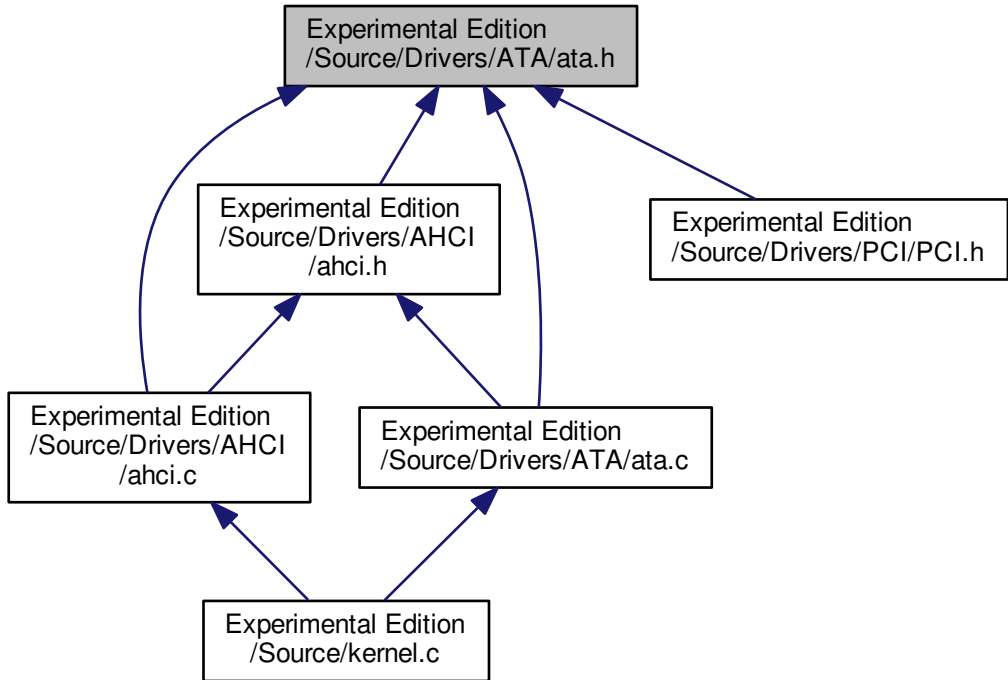 Experimental Edition
/Source/Drivers/ATA/ata.h
Experimental Edition
/Source/Drivers/AHCI
/ahci.h
Experimental Edition
/Source/Drivers/PCI/PCI.h
Experimental Edition
/Source/Drivers/AHCI
/ahci.c
Experimental Edition
/Source/Drivers/ATA/ata.c
Experimental Edition
/Source/kernel.c